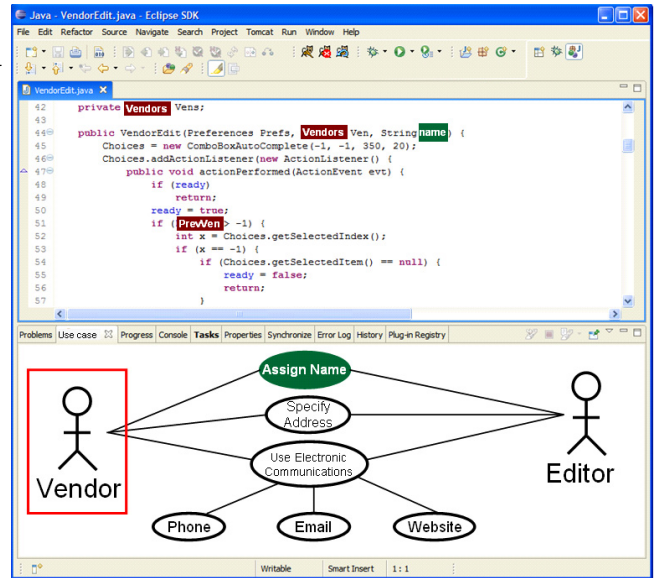 Java - VendorEdit.java - Eclipse SDK
File Edit Refactor Source Navigate Search Project Tomcat Run Window Help
VendorEdit.java
42 private Vendors Vens;
43
44 public VendorEdit(Preferences Prefs, Vendors Ven, String name) {
45 Choices = new ComboBoxAutoComplete(-1, -1, 350, 20);
46 Choices.addActionListener(new ActionListener() {
47 public void actionPerformed(ActionEvent evt) {
48 if (ready)
49 return;
50 ready = true;
51 if (PrevVen > -1) {
52 int x = Choices.getSelectedIndex();
53 if (x == -1) {
54 if (Choices.getSelectedItem() == null) {
55 ready = false;
56 return;
57 }
Problems Use case Progress Console Tasks Properties Synchronize Error Log History Plug-in Registry
Assign Name
Specify
Address
Use Electronic
Communications
Vendor
Editor
Phone Email Website
Writable Smart Insert 1 : 1